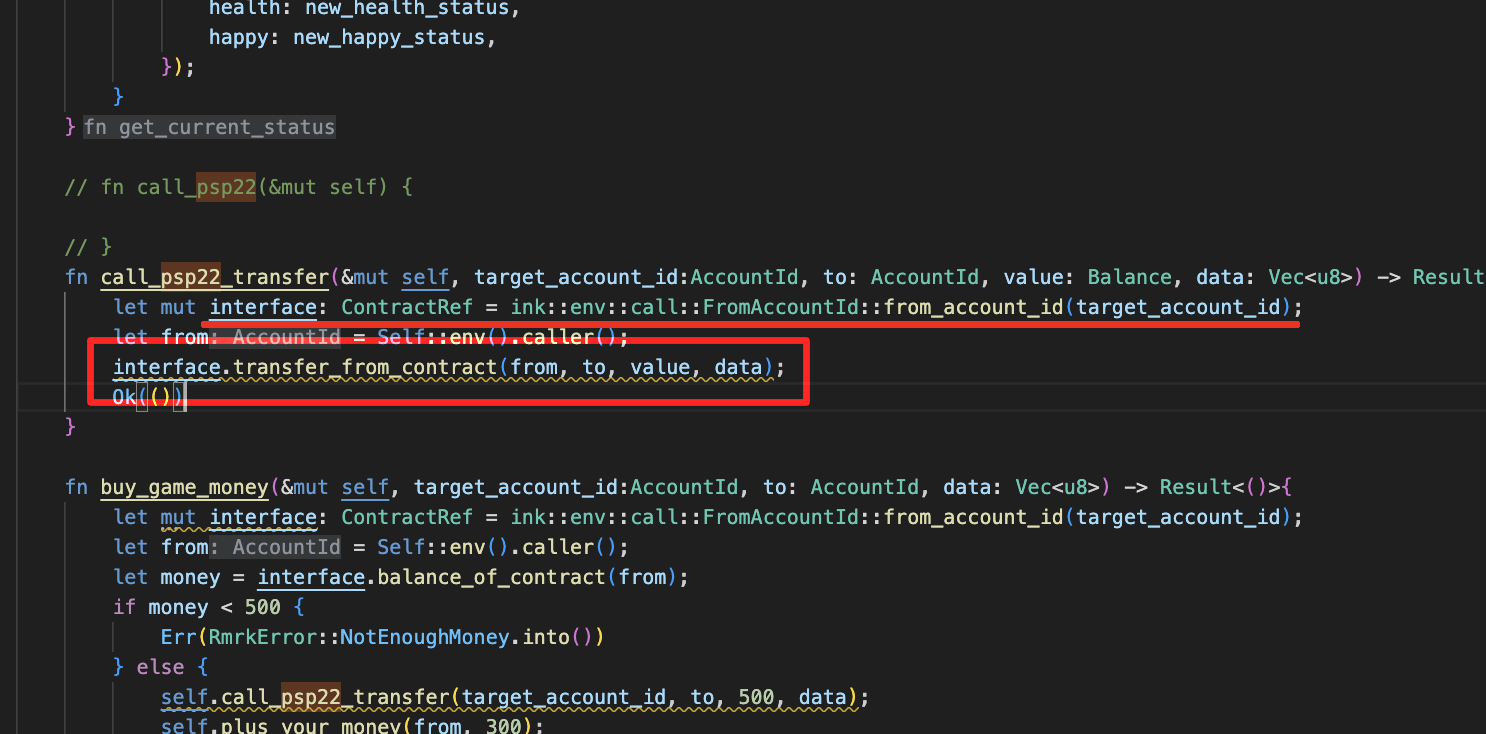 health: new_health_status,
happy: new_happy_status,
});
}
} fn get_current_status
// fn call_psp22(&mut self) {
// }
fn call_psp22_transfer(&mut self, target_account_id:AccountId, to: AccountId, value: Balance, data: Vec<u8>) -> Result
let mut interface: ContractRef = ink::env::call::FromAccountId::from_account_id(target_account_id);
let from: AccountId = Self::env().caller();
interface.transfer_from_contract(from, to, value, data);
Ok(())
}
fn buy_game_money(&mut self, target_account_id:AccountId, to: AccountId, data: Vec<u8>) -> Result<()>{
let mut interface: ContractRef = ink::env::call::FromAccountId::from_account_id(target_account_id);
let from: AccountId = Self::env().caller();
let money = interface.balance_of_contract(from);
if money < 500 {
Err(RmrkError::NotEnoughMoney.into())
} else {
self.call_psp22_transfer(target_account_id, to, 500, data);
self.plus_your_money(from, 300);